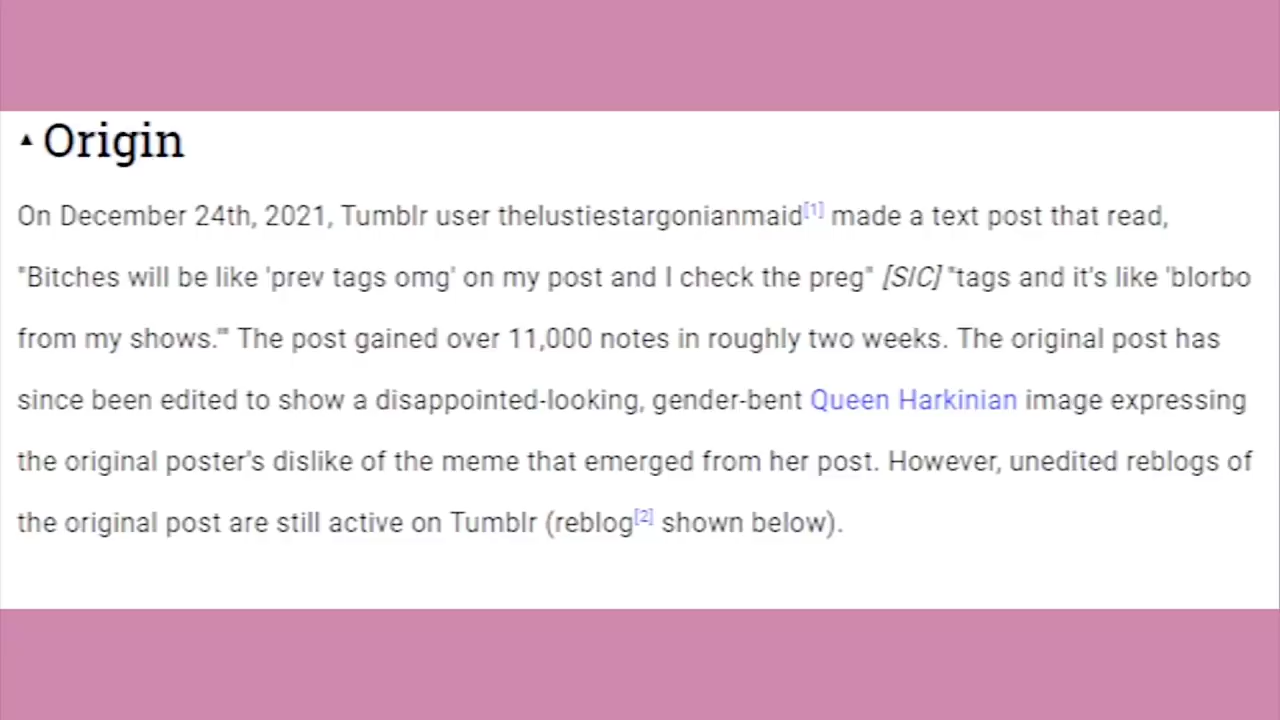 Origin
On December 24th, 2021, Tumblr user thelustiestargonianmaid[1] made a text post that read,
"Bitches will be like 'prev tags omg' on my post and I check the preg" [SIC] "tags and it's like 'blorbo
from my shows.'" The post gained over 11,000 notes in roughly two weeks. The original post has
since been edited to show a disappointed-looking, gender-bent Queen Harkinian image expressing
the original poster's dislike of the meme that emerged from her post. However, unedited reblogs of
the original post are still active on Tumblr (reblog[2] shown below).